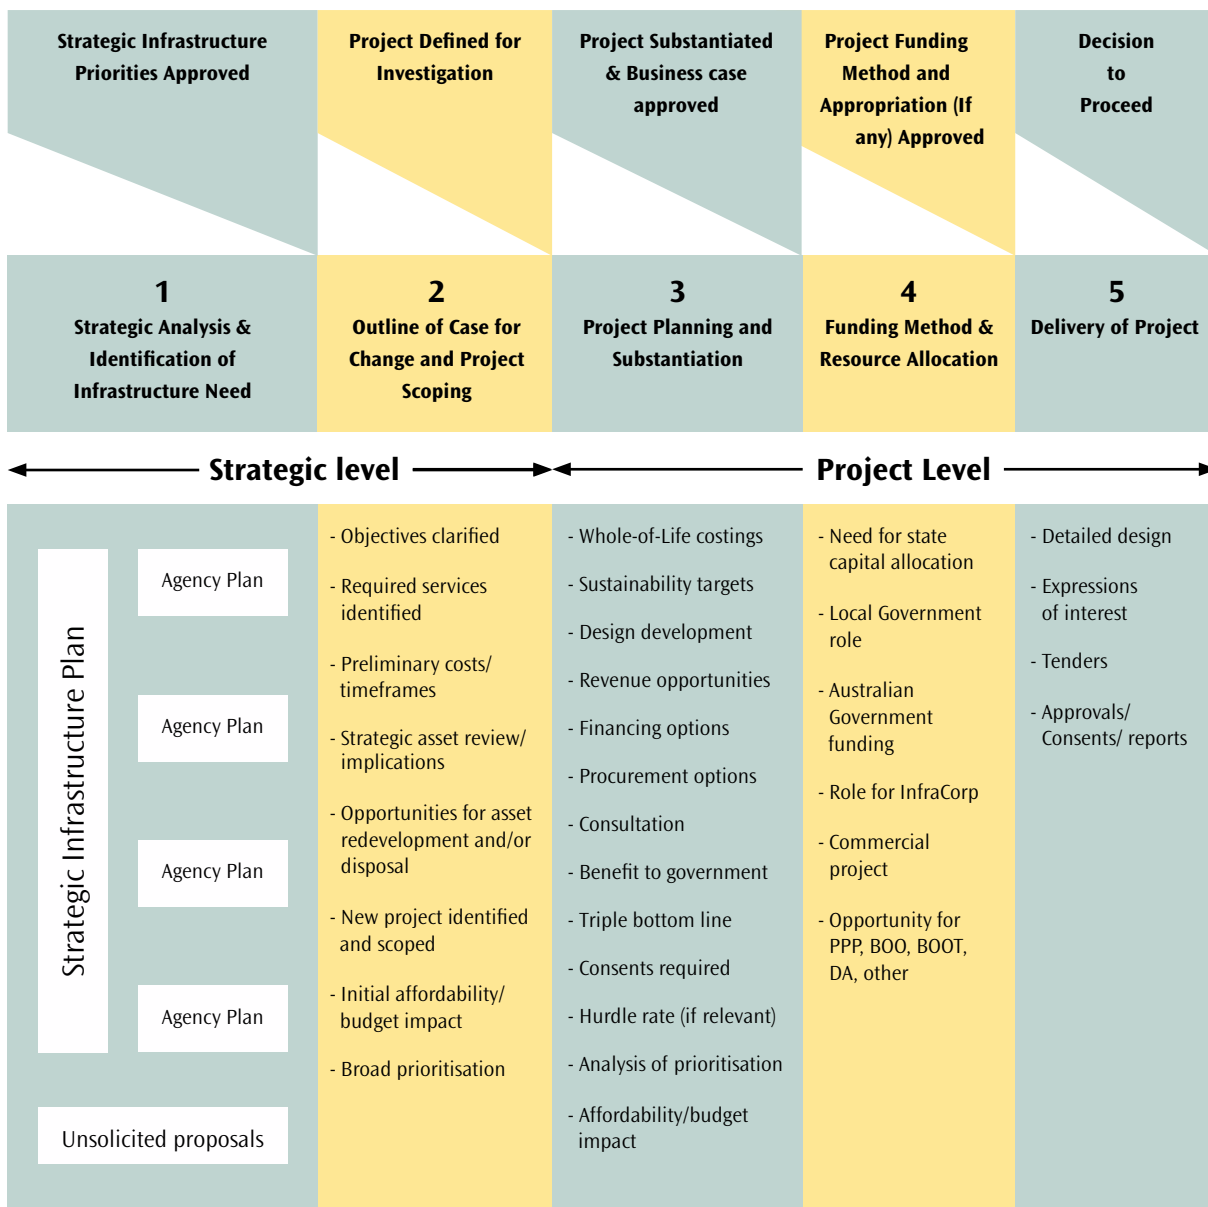 Strategic Infrastructure
Priorities Approved
Project Defined for
Investigation
Project Substantiated
& Business case
approved
Project Funding
Method and
Appropriation (If
any) Approved
Decision
to
Proceed
1
Strategic Analysis &
Identification of
Infrastructure Need
2
Outline of Case for
Change and Project
Scoping
3
Project Planning and
Substantiation
4
Funding Method &
Resource Allocation
5
Delivery of Project
Strategic level
Project Level
Strategic Infrastructure Plan
Agency Plan
Agency Plan
Agency Plan
Agency Plan
Unsolicited proposals
- Objectives clarified
- Required services
identified
- Preliminary costs/
timeframes
- Strategic asset review/
implications
- Opportunities for asset
redevelopment and/or
disposal
- New project identified
and scoped
- Initial affordability/
budget impact
- Broad prioritisation
- Whole-of-Life costings
- Sustainability targets
- Design development
- Revenue opportunities
- Financing options
- Procurement options
- Consultation
- Benefit to government
- Triple bottom line
- Consents required
- Hurdle rate (if relevant)
- Analysis of prioritisation
- Affordability/budget
impact
- Need for state
capital allocation
- Local Government
role
- Australian
Government
funding
- Role for InfraCorp
- Commercial
project
- Opportunity for
PPP, BOO, BOOT,
DA, other
- Detailed design
- Expressions
of interest
- Tenders
- Approvals/
Consents/ reports